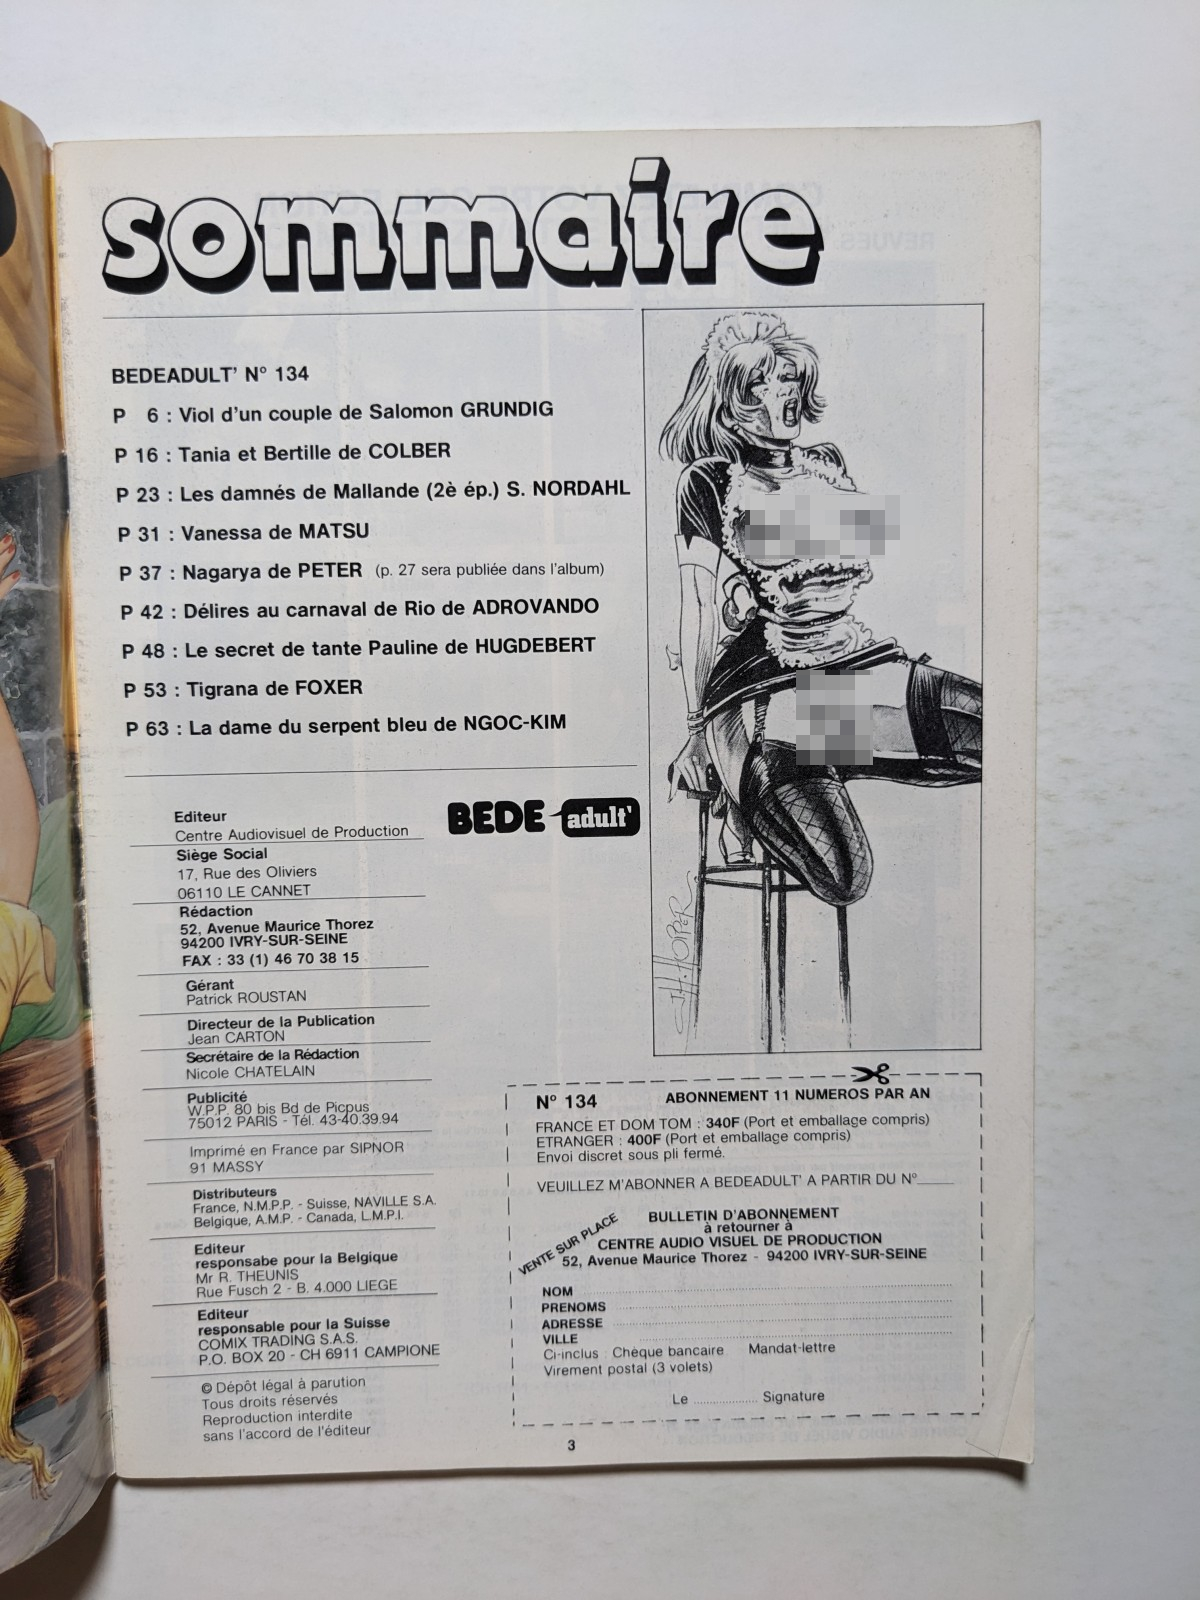 sommaire
BEDEADULT' N° 134
P 6 : Viol d'un couple de Salomon GRUNDIG
P 16 : Tania et Bertille de COLBER
P 23 : Les damnés de Mallande (2è ép.) S. NORDAHL
P 31 : Vanessa de MATSU
P 37 : Nagarya de PETER (p. 27 sera publiée dans l'album)
P 42 : Délires au carnaval de Rio de ADROVANDO
P 48 : Le secret de tante Pauline de HUGDEBERT
P 53 : Tigrana de FOXER
P 63 : La dame du serpent bleu de NGOC-KIM
BEDE adult'
Editeur
Centre Audiovisuel de Production
Siège Social
17, Rue des Oliviers
06110 LE CANNET
Rédaction
52, Avenue Maurice Thorez
94200 IVRY-SUR-SEINE
FAX : 33 (1) 46 70 38 15
Gérant
Patrick ROUSTAN
Directeur de la Publication
Jean CARTON
Secrétaire de la Rédaction
Nicole CHATELAIN
Publicité
W.P.P. 80 bis Bd de Picpus
75012 PARIS - Tél. 43-40.39.94
Imprimé en France par SIPNOR
91 MASSY
Distributeurs
France, N.M.P.P. - Suisse, NAVILLE S.A.
Belgique, A.M.P. - Canada, L.M.P.I.
Editeur
responsabe pour la Belgique
Mr R. THEUNIS
Rue Fusch 2 - B. 4.000 LIEGE
Editeur
responsable pour la Suisse
COMIX TRADING S.A.S.
P.O. BOX 20 - CH 6911 CAMPIONE
© Dépôt légal à parution
Tous droits réservés
Reproduction interdite
sans l'accord de l'éditeur
J.H. HOPPER
N° 134 ABONNEMENT 11 NUMEROS PAR AN
FRANCE ET DOM TOM : 340F (Port et emballage compris)
ETRANGER : 400F (Port et emballage compris)
Envoi discret sous pli fermé.
VEUILLEZ M'ABONNER A BEDEADULT' A PARTIR DU N°
VENTE SUR PLACE
BULLETIN D'ABONNEMENT
à retourner à
CENTRE AUDIO VISUEL DE PRODUCTION
52, Avenue Maurice Thorez - 94200 IVRY-SUR-SEINE
NOM
PRENOMS
ADRESSE
VILLE
Ci-inclus : Chèque bancaire Mandat-lettre
Virement postal (3 volets)
Le .................. Signature
3